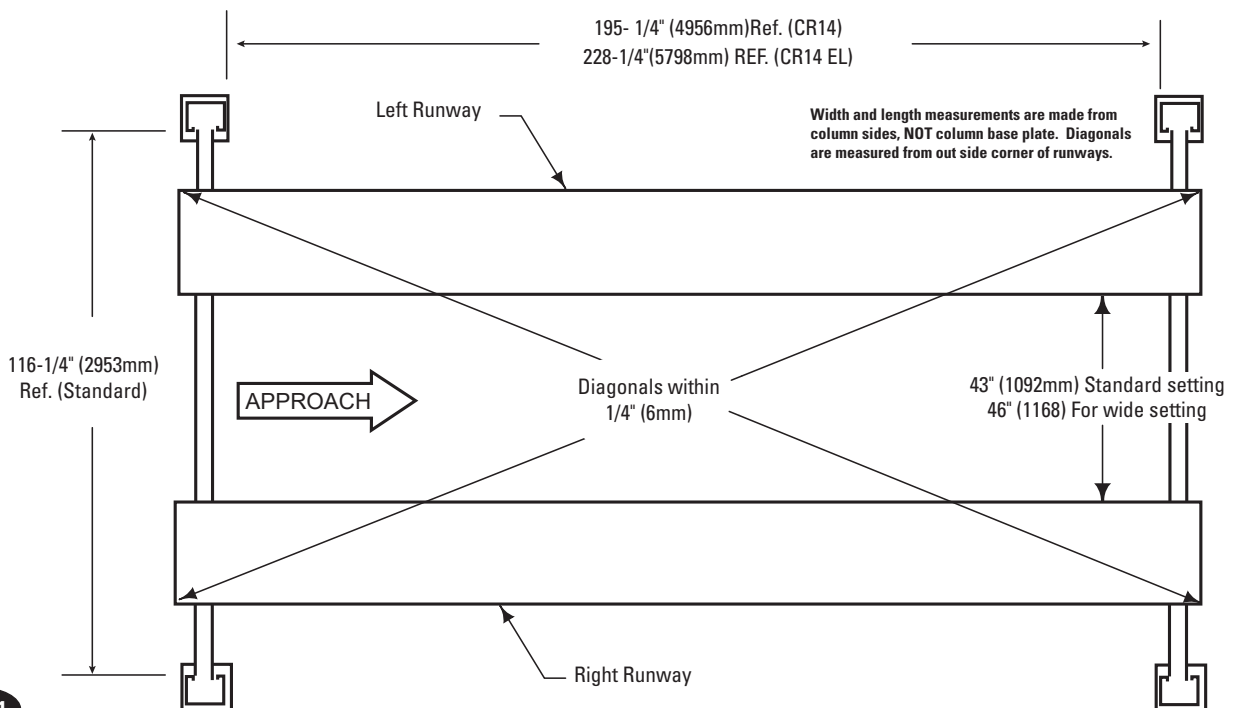 195- 1/4" (4956mm)Ref. (CR14)
228-1/4"(5798mm) REF. (CR14 EL)
Left Runway
Width and length measurements are made from
column sides, NOT column base plate. Diagonals
are measured from out side corner of runways.
116-1/4" (2953mm)
Ref. (Standard)
APPROACH
Diagonals within
1/4" (6mm)
43" (1092mm) Standard setting
46" (1168) For wide setting
Right Runway